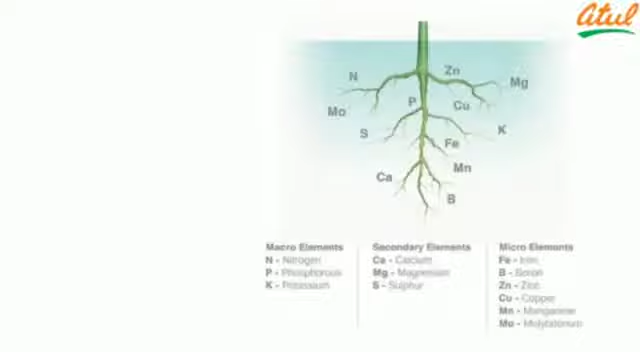 atul
N
Zn
Mg
P
Cu
Mo
S
K
Fe
Mn
Ca
B
Macro Elements
N - Nitrogen
P - Phosphorous
K - Potassium
Secondary Elements
Ca - Calcium
Mg - Magnesium
S - Sulphur
Micro Elements
Fe - Iron
B - Boron
Zn - Zinc
Cu - Copper
Mn - Manganese
Mo -